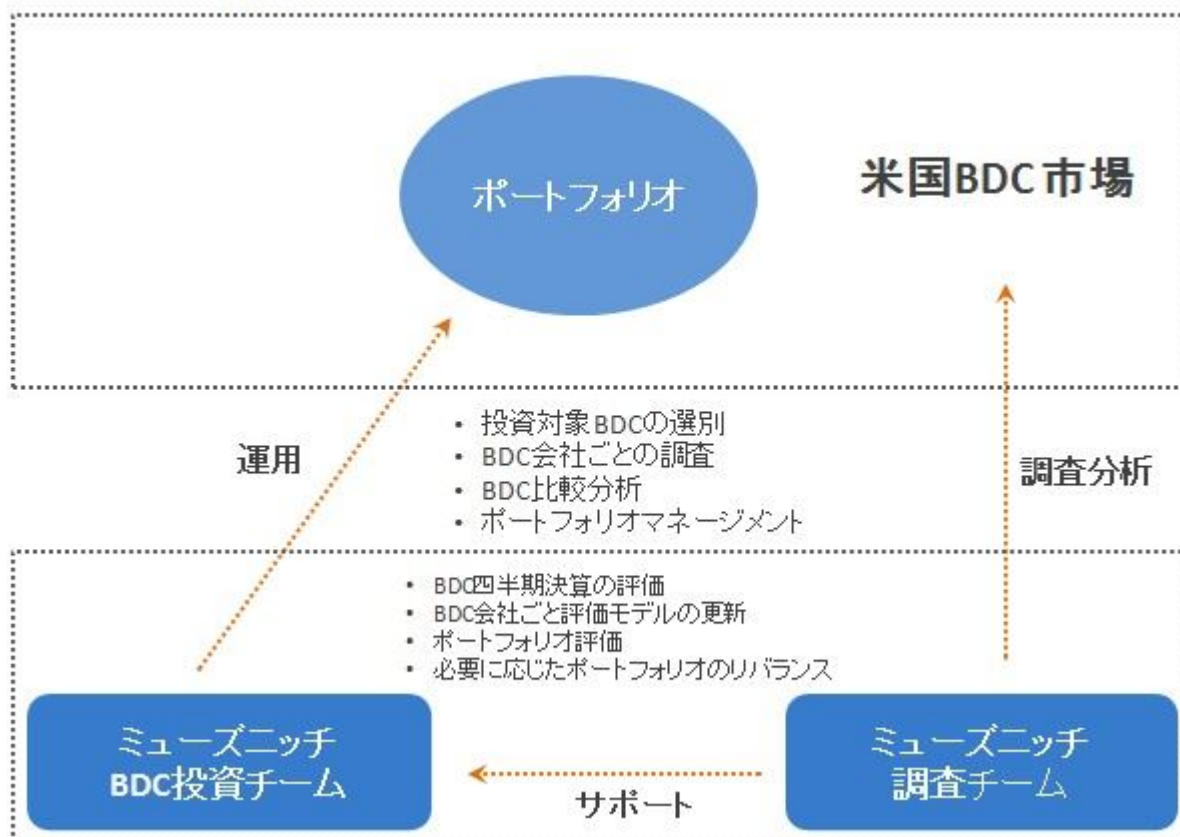 ポートフォリオ
米国BDC市場
運用
• 投資対象BDCの選別
• BDC会社ごとの調査
• BDC比較分析
• ポートフォリオマネージメント
調査分析
• BDC四半期決算の評価
• BDC会社ごと評価モデルの更新
• ポートフォリオ評価
• 必要に応じたポートフォリオのリバランス
ミューズニッチ
BDC投資チーム
サポート
ミューズニッチ
調査チーム